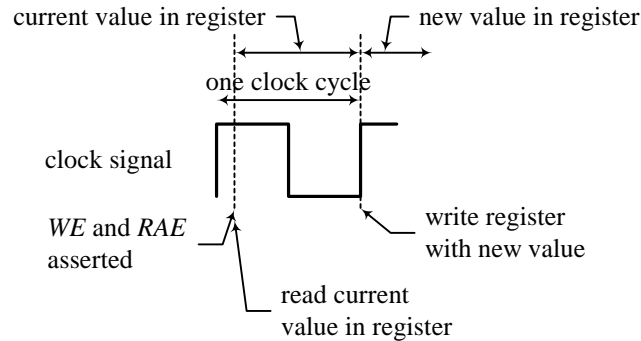 current value in register
new value in register
one clock cycle
clock signal
WE and RAE
asserted
write register
with new value
read current
value in register